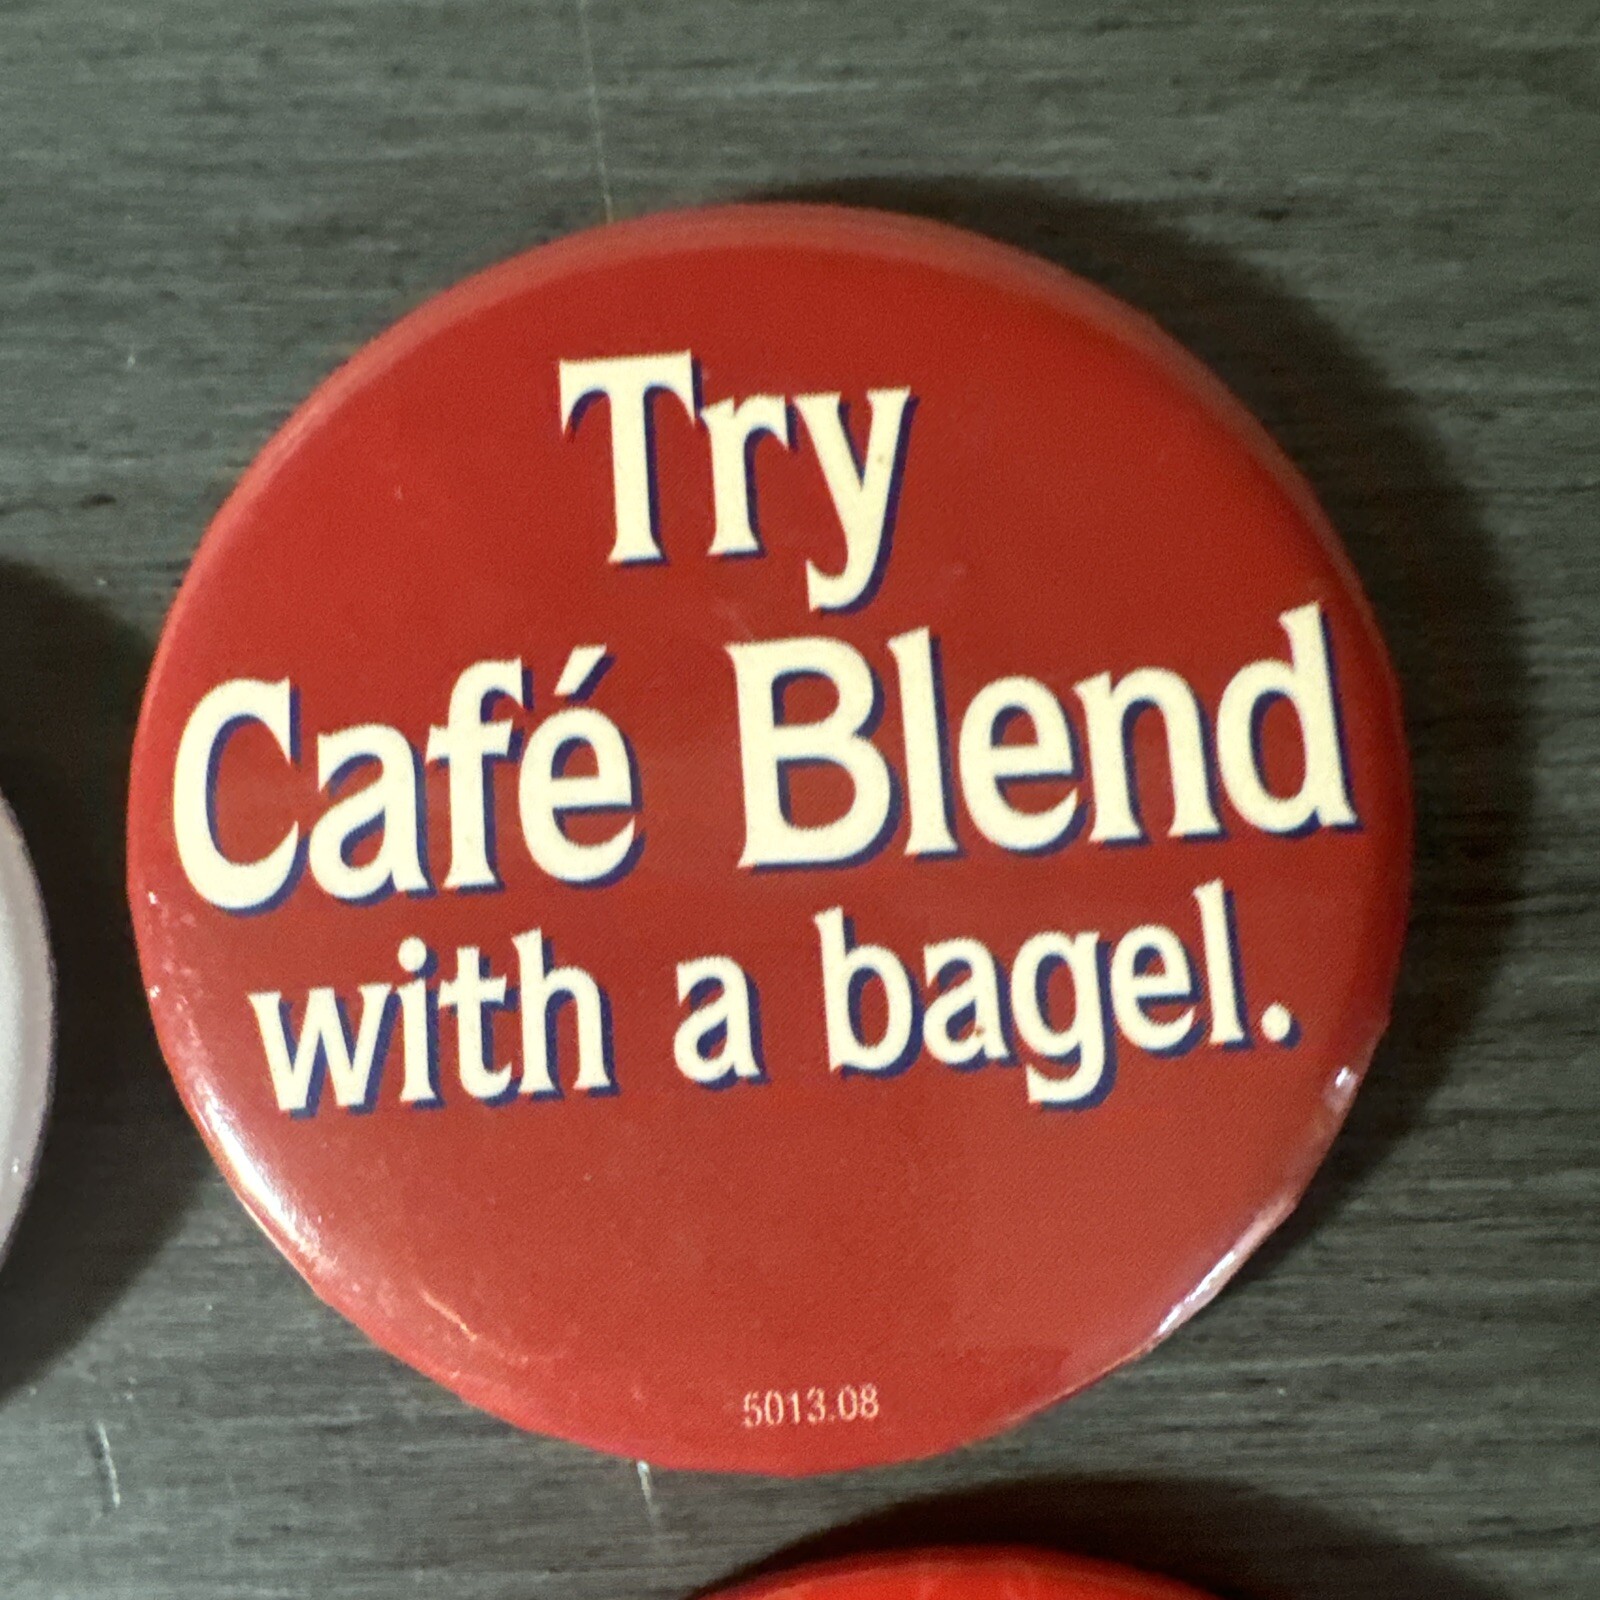 Try
Café Blend
with a bagel.
5013.08